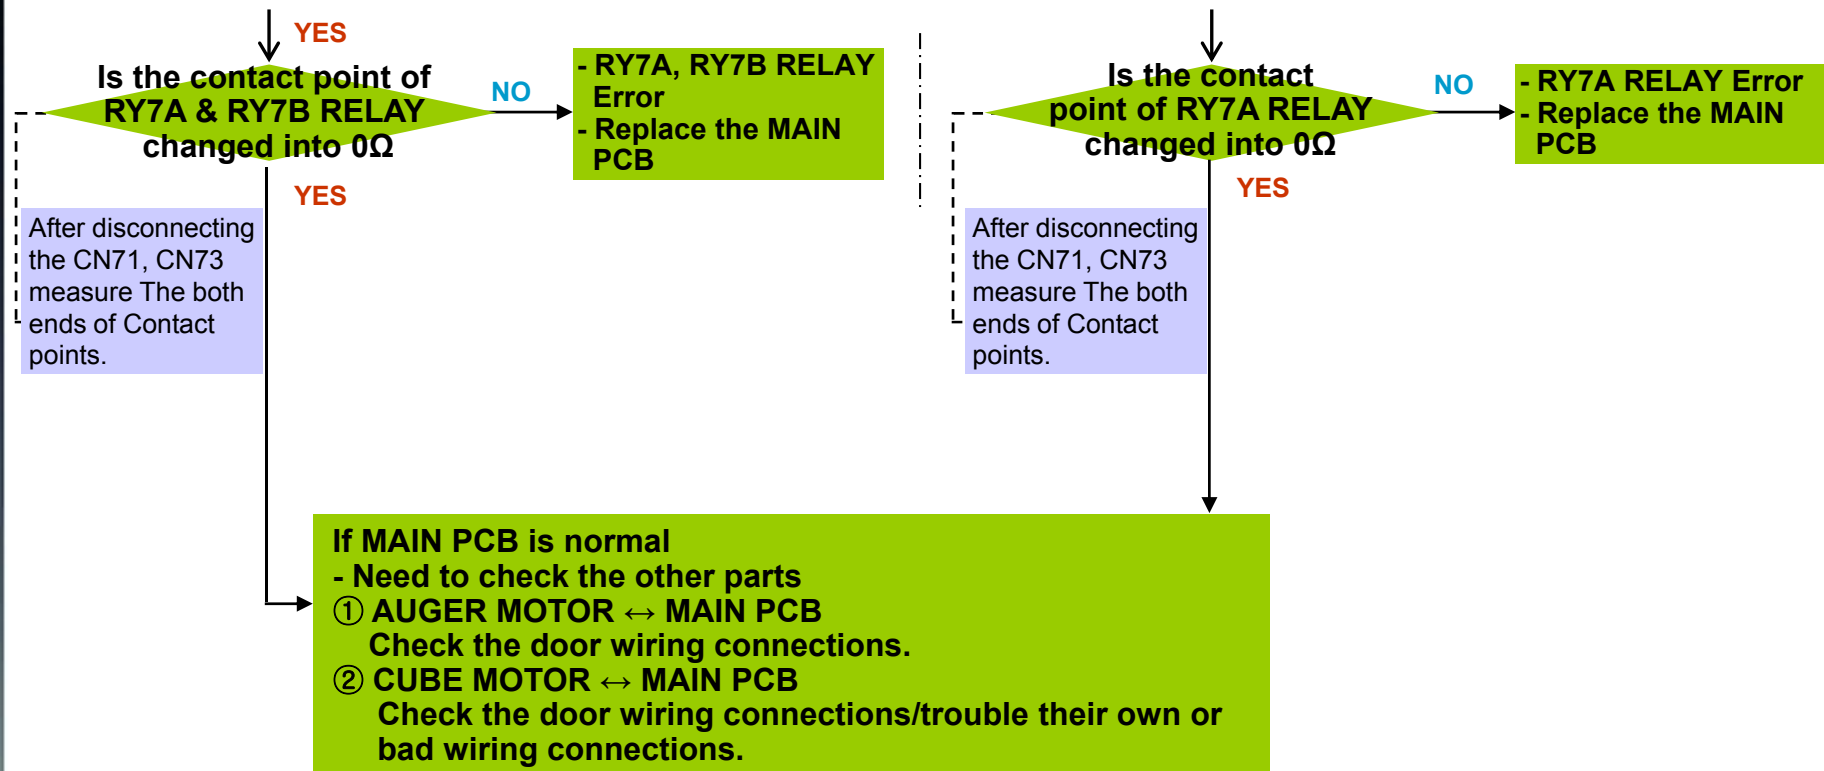 YES
Is the contact point of
RY7A & RY7B RELAY
changed into 0Ω
NO
- RY7A, RY7B RELAY
Error
- Replace the MAIN
PCB
YES
After disconnecting
the CN71, CN73
measure The both
ends of Contact
points.
Is the contact
point of RY7A RELAY
changed into 0Ω
NO
- RY7A RELAY Error
- Replace the MAIN
PCB
YES
After disconnecting
the CN71, CN73
measure The both
ends of Contact
points.
If MAIN PCB is normal
- Need to check the other parts
① AUGER MOTOR ↔ MAIN PCB
Check the door wiring connections.
② CUBE MOTOR ↔ MAIN PCB
Check the door wiring connections/trouble their own or
bad wiring connections.